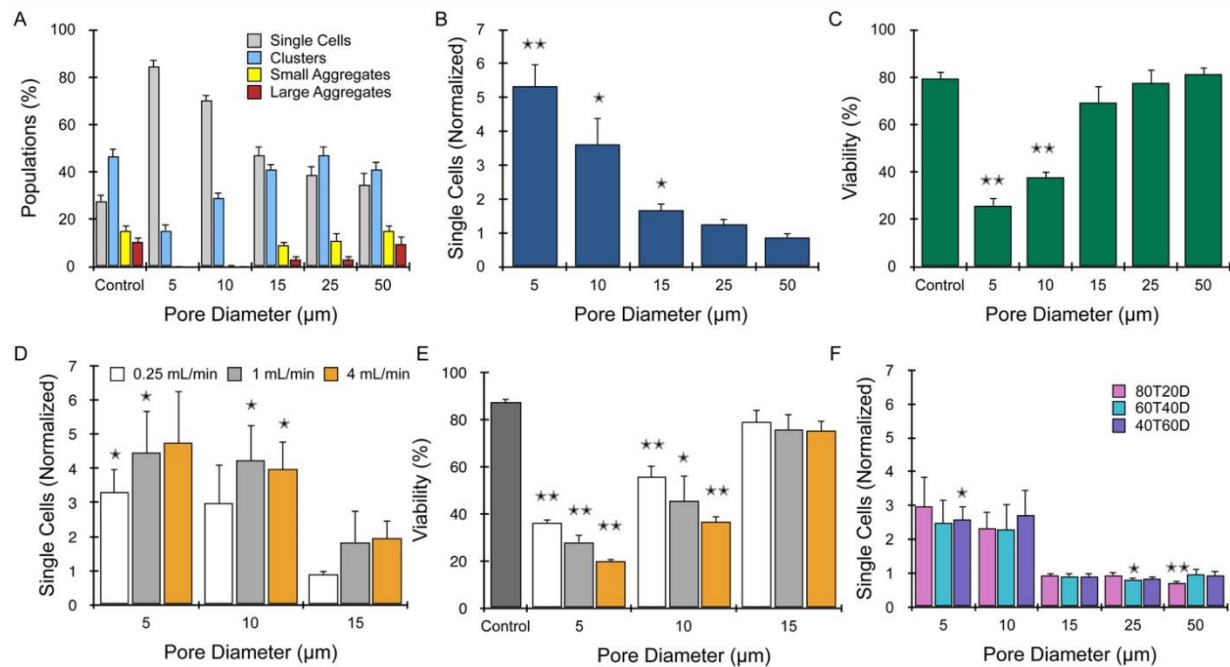 A
100
80
60
40
20
0
Populations (%)
Single Cells
Clusters
Small Aggregates
Large Aggregates
Control 5 10 15 25 50
Pore Diameter (µm)
B
7
6
5
4
3
2
1
0
Single Cells (Normalized)
★★
★
★
5 10 15 25 50
Pore Diameter (µm)
C
100
80
60
40
20
0
Viability (%)
★★
★★
Control 5 10 15 25 50
Pore Diameter (µm)
D
7
6
5
4
3
2
1
0
Single Cells (Normalized)
0.25 mL/min 1 mL/min 4 mL/min
★ ★ ★ ★
5 10 15
Pore Diameter (µm)
E
100
80
60
40
20
0
Viability (%)
★★ ★★ ★★ ★★ ★ ★★
Control 5 10 15
Pore Diameter (µm)
F
7
6
5
4
3
2
1
0
Single Cells (Normalized)
80T20D
60T40D
40T60D
★ ★ ★★
5 10 15 25 50
Pore Diameter (µm)